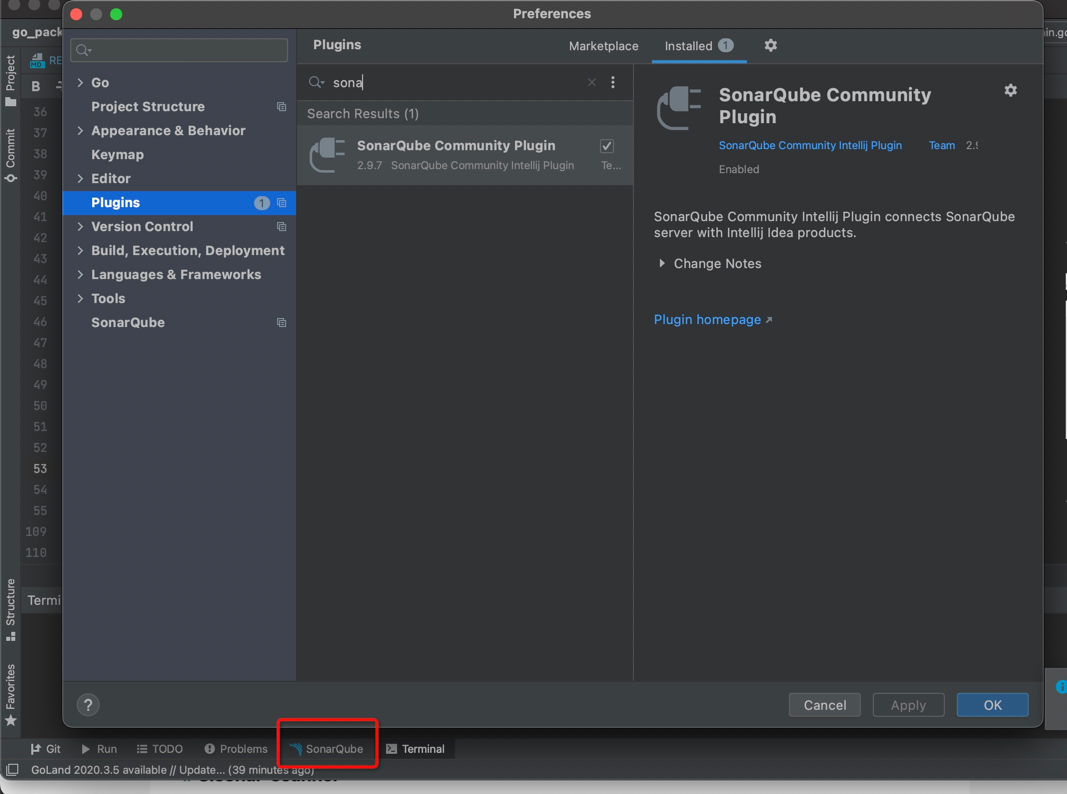 Preferences
go_pack
in.go
Project
RE
B
Plugins
Marketplace
Installed 1
sona
Search Results (1)
SonarQube Community Plugin
2.9.7 SonarQube Community Intellij Plugin Te...
Go
Project Structure
Appearance & Behavior
Keymap
Editor
Plugins 1
Version Control
Build, Execution, Deployment
Languages & Frameworks
Tools
SonarQube
SonarQube Community
Plugin
SonarQube Community Intellij Plugin Team 2.9
Enabled
SonarQube Community Intellij Plugin connects SonarQube
server with Intellij Idea products.
Change Notes
Plugin homepage
Commit
36
37
38
39
40
41
42
43
44
45
46
47
48
49
50
51
52
53
54
55
109
110
Termi
Structure
Favorites
?
Cancel
Apply
OK
Git
Run
TODO
Problems
SonarQube
Terminal
GoLand 2020.3.5 available // Update... (39 minutes ago)